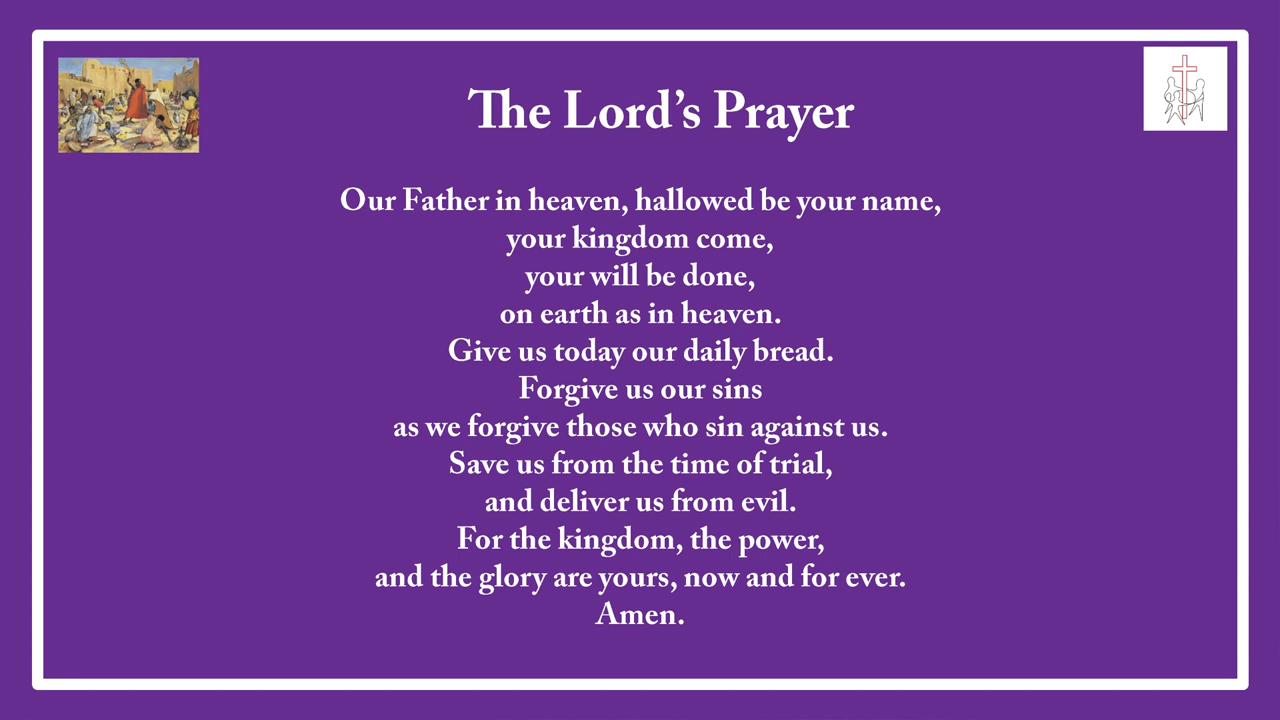 The Lord’s Prayer
Our Father in heaven, hallowed be your name,
your kingdom come,
your will be done,
on earth as in heaven.
Give us today our daily bread.
Forgive us our sins
as we forgive those who sin against us.
Save us from the time of trial,
and deliver us from evil.
For the kingdom, the power,
and the glory are yours, now and for ever.
Amen.